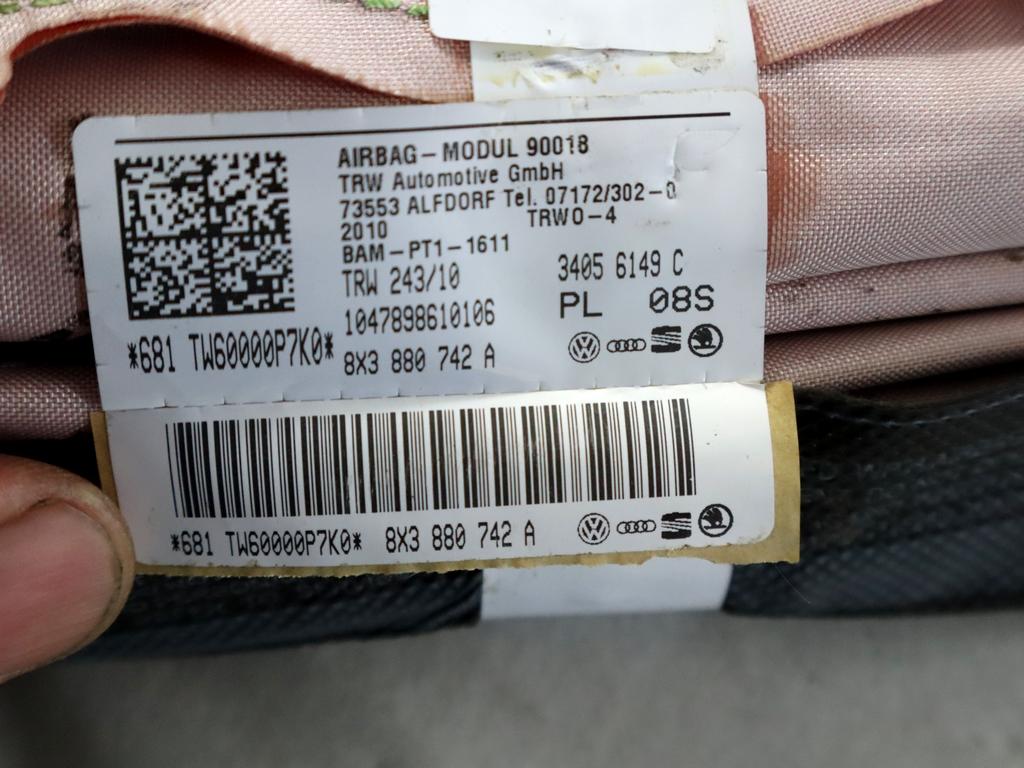 AIRBAG-MODUL 90018
TRW Automotive GmbH
73553 ALFDORF Tel. 07172/302-0
2010 TRWO-4
BAM-PT1-1611
TRW 243/10 3405 6149 C
PL 08S
1047898610106
*681 TW60000P7K0* 8X3 880 742 A
*681 TW60000P7K0* 8X3 880 742 A